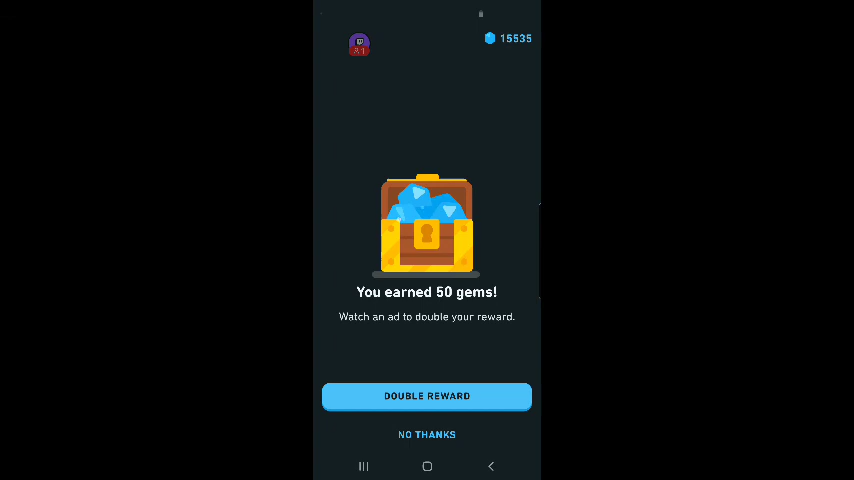 15535
You earned 50 gems!
Watch an ad to double your reward.
DOUBLE REWARD
NO THANKS